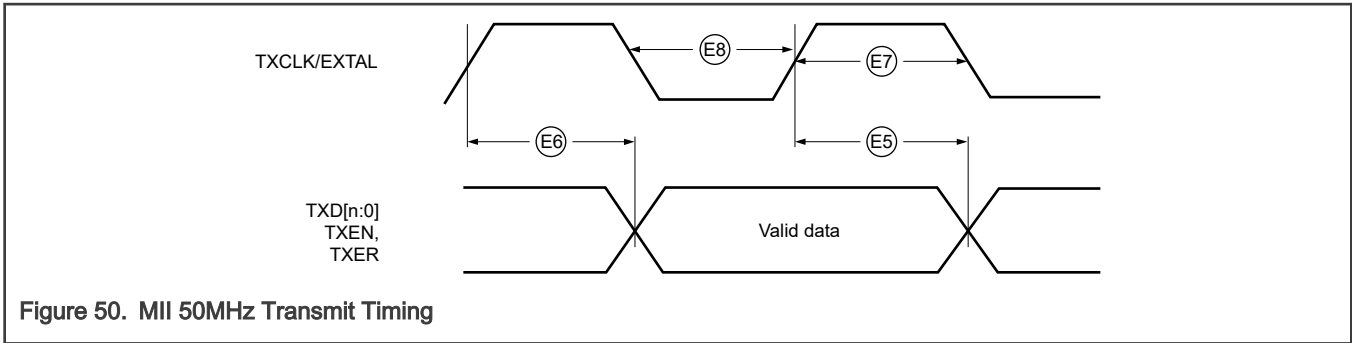 TXCLK/EXTAL
E8
E7
E6
E5
TXD[n:0]
TXEN,
TXER
Valid data
Figure 50. MII 50MHz Transmit Timing